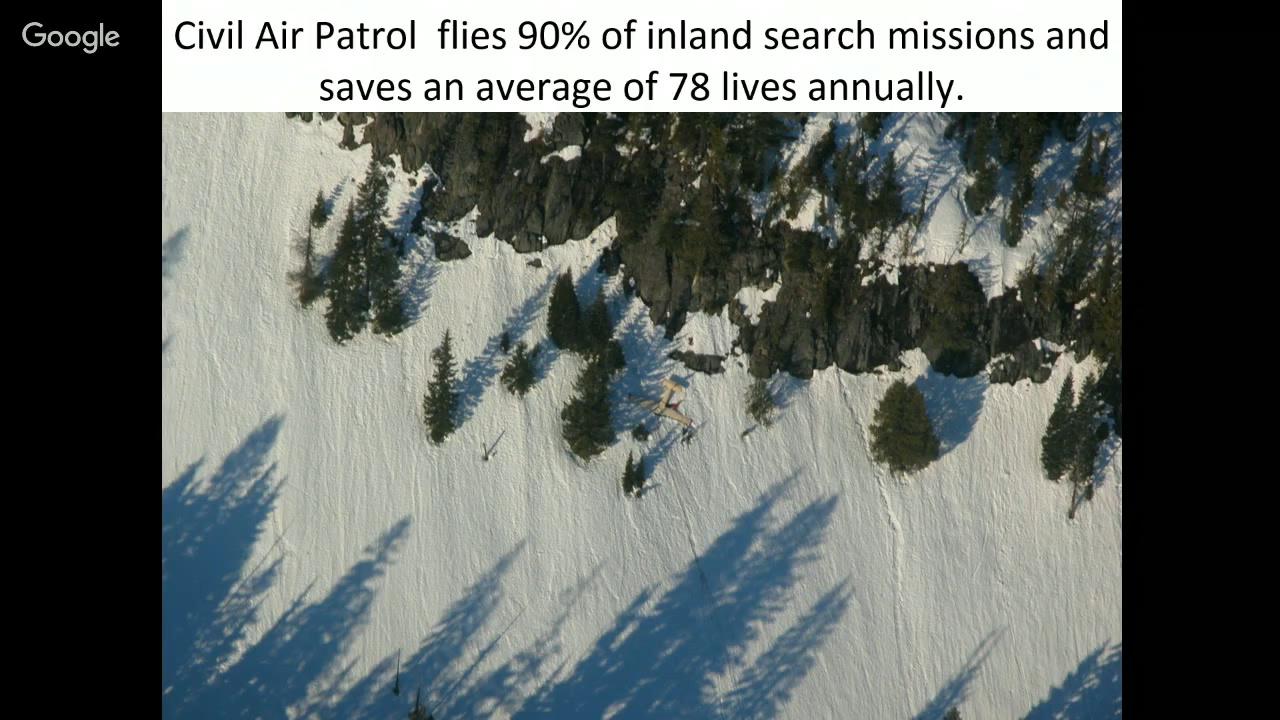 Google
Civil Air Patrol  flies 90% of inland search missions and
saves an average of 78 lives annually.